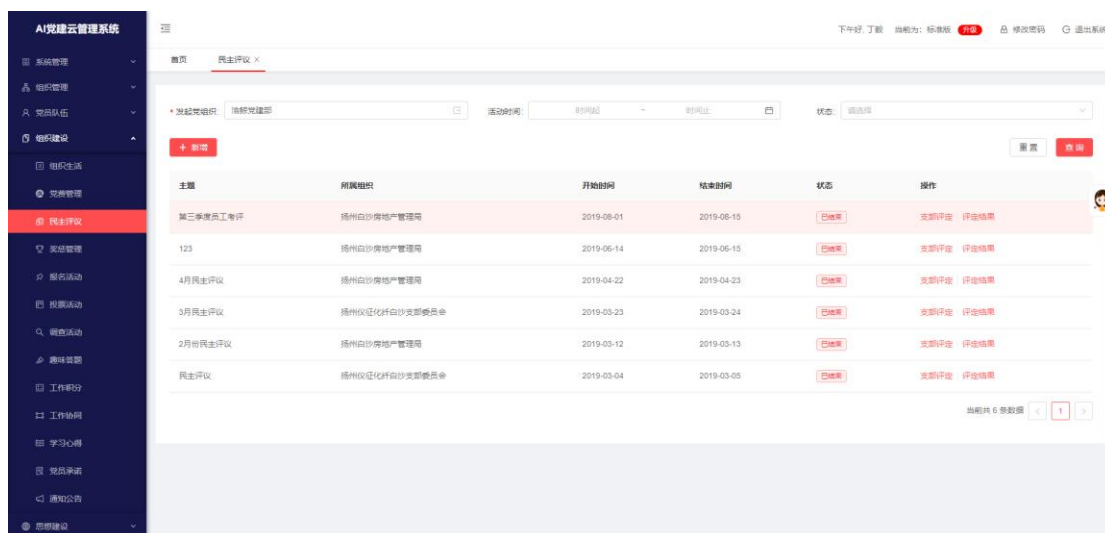 AI党建云管理系统
下午好, 丁毅 当前为: 标准版 升级 修改密码 退出系统
系统管理
首页 民主评议 ×
组织管理
党员队伍
* 发起党组织: 党建部 活动时间: 时间起 ~ 时间止 状态: 请选择
组织建设
+ 新增 重置 查询
组织生活
党费管理
主题 所属组织 开始时间 结束时间 状态 操作
民主评议
第三季度员工考评 扬州白沙房地产管理局 2019-08-01 2019-08-15 已结束 支部评定 评定结果
奖惩管理
123 扬州白沙房地产管理局 2019-06-14 2019-06-15 已结束 支部评定 评定结果
报名活动
4月民主评议 扬州白沙房地产管理局 2019-04-22 2019-04-23 已结束 支部评定 评定结果
投票活动
3月民主评议 扬州仪征化纤白沙支部委员会 2019-03-23 2019-03-24 已结束 支部评定 评定结果
调查活动
2月份民主评议 扬州白沙房地产管理局 2019-03-12 2019-03-13 已结束 支部评定 评定结果
趣味答题
民主评议 扬州仪征化纤白沙支部委员会 2019-03-04 2019-03-05 已结束 支部评定 评定结果
工作积分
工作协同
当前共 6 条数据 < 1 >
学习心得
党员承诺
通知公告
思想建设